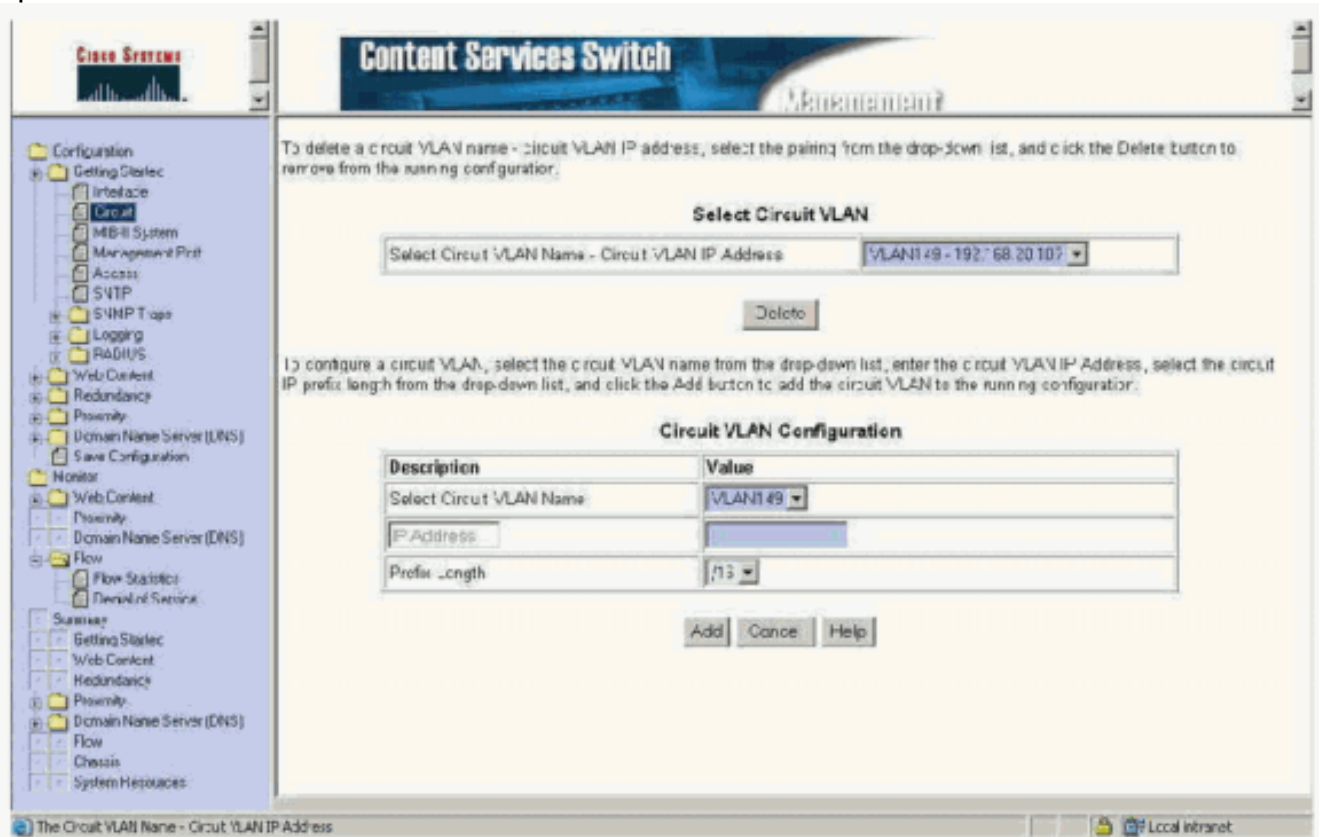 CISCO SYSTEMS
Content Services Switch
Management
Configuration
Getting Started
Interface
Circuit
MIB-II System
Management Port
Access
SNTP
SNMP Traps
Logging
RADIUS
Web Content
Redundancy
Proximity
Domain Name Server (DNS)
Save Configuration
Monitor
Web Content
Proximity
Domain Name Server (DNS)
Flow
Flow Statistics
Denial of Service
Summary
Getting Started
Web Content
Redundancy
Proximity
Domain Name Server (DNS)
Flow
Chassis
System Resources
To delete a circuit VLAN name - circuit VLAN IP address, select the pairing from the drop-down list, and click the Delete button to
remove from the running configuration.
Select Circuit VLAN
Select Circuit VLAN Name - Circuit VLAN IP Address
VLAN149 - 192.168.20.107
Delete
To configure a circuit VLAN, select the circuit VLAN name from the drop-down list, enter the circuit VLAN IP Address, select the circuit
IP prefix length from the drop-down list, and click the Add button to add the circuit VLAN to the running configuration.
Circuit VLAN Configuration
Description Value
Select Circuit VLAN Name VLAN149
IP Address
Prefix Length
Add Cancel Help
The Circuit VLAN Name - Circuit VLAN IP Address
Local intranet